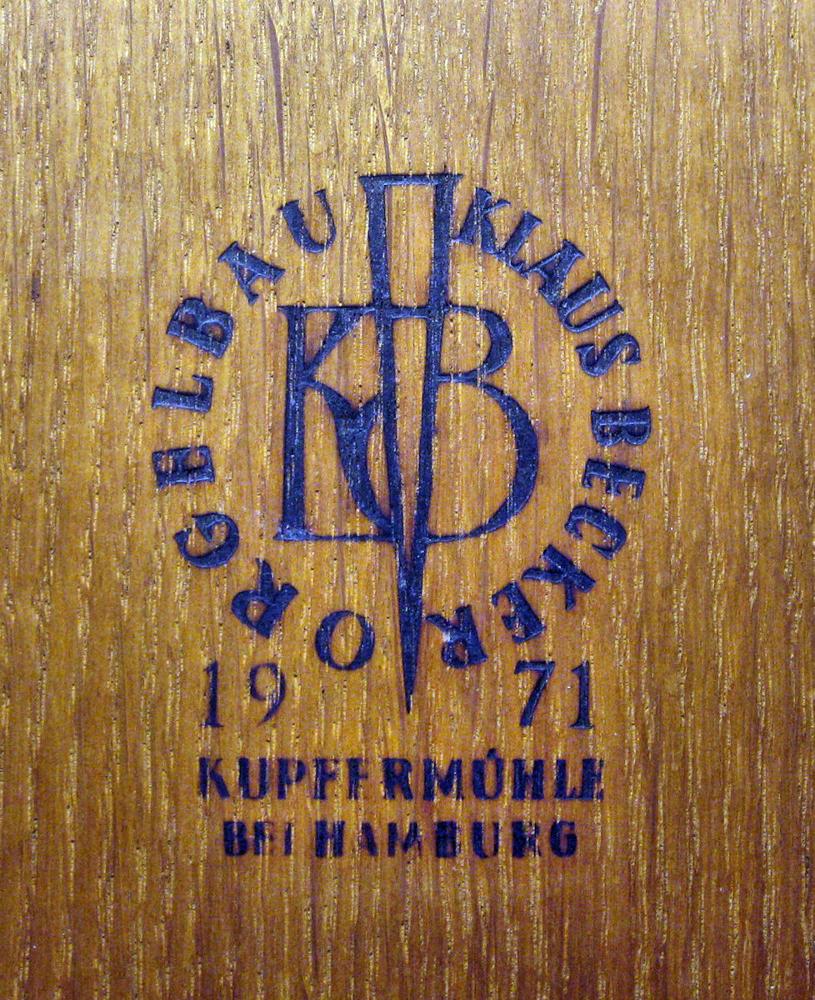 ORGELBAU KLAUS BECKER
KB
19 71
KUPFERMÜHLE
BEI HAMBURG